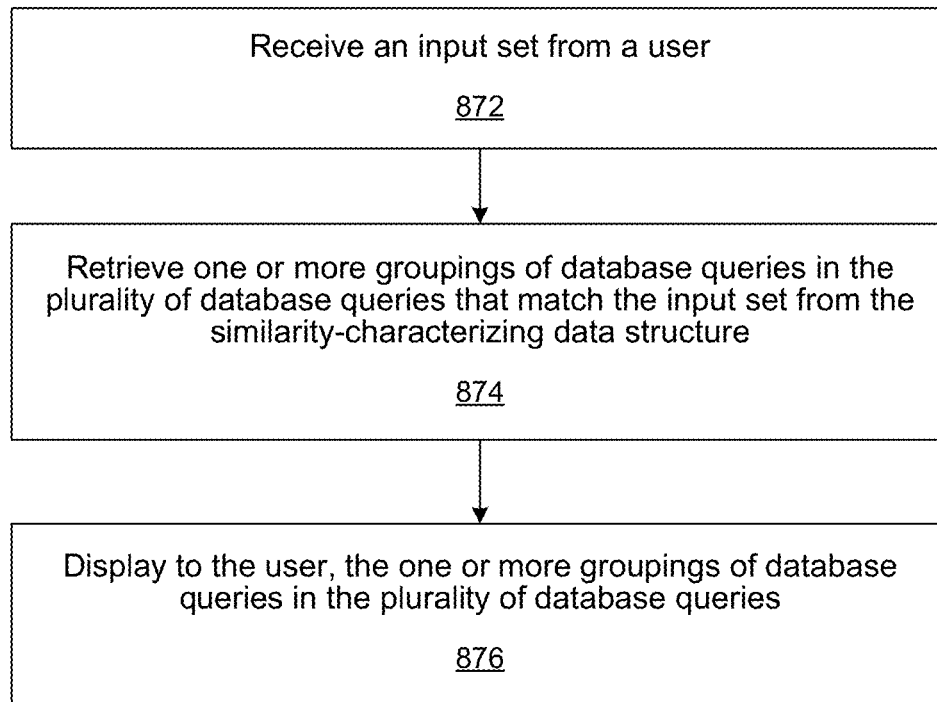 Receive an input set from a user
872
Retrieve one or more groupings of database queries in the
plurality of database queries that match the input set from the
similarity-characterizing data structure
874
Display to the user, the one or more groupings of database
queries in the plurality of database queries
876